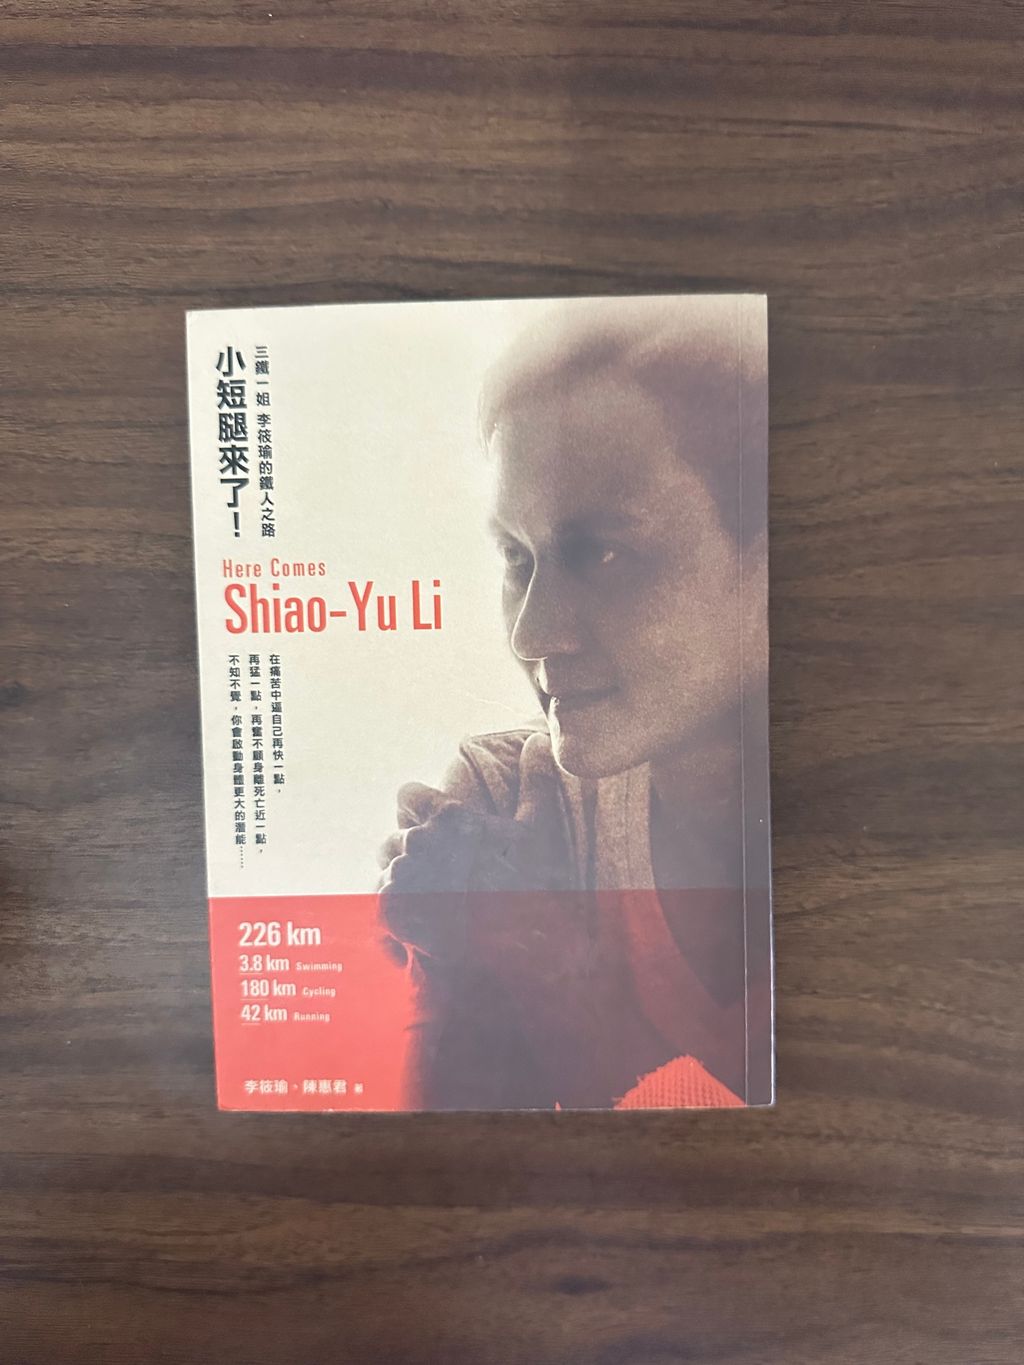 小短腿來了！
三鐵一姐 李筱瑜的鐵人之路
Here Comes
Shiao-Yu Li
在痛苦中逼自己再快一點，
再猛一點，再奮不顧身離死亡近一點，
不知不覺，你會啟動身體更大的潛能……
226 km
3.8 km Swimming
180 km Cycling
42 km Running
李筱瑜、陳惠君 著